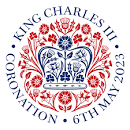 · KING CHARLES III ·
CORONATION · 6TH MAY 2023